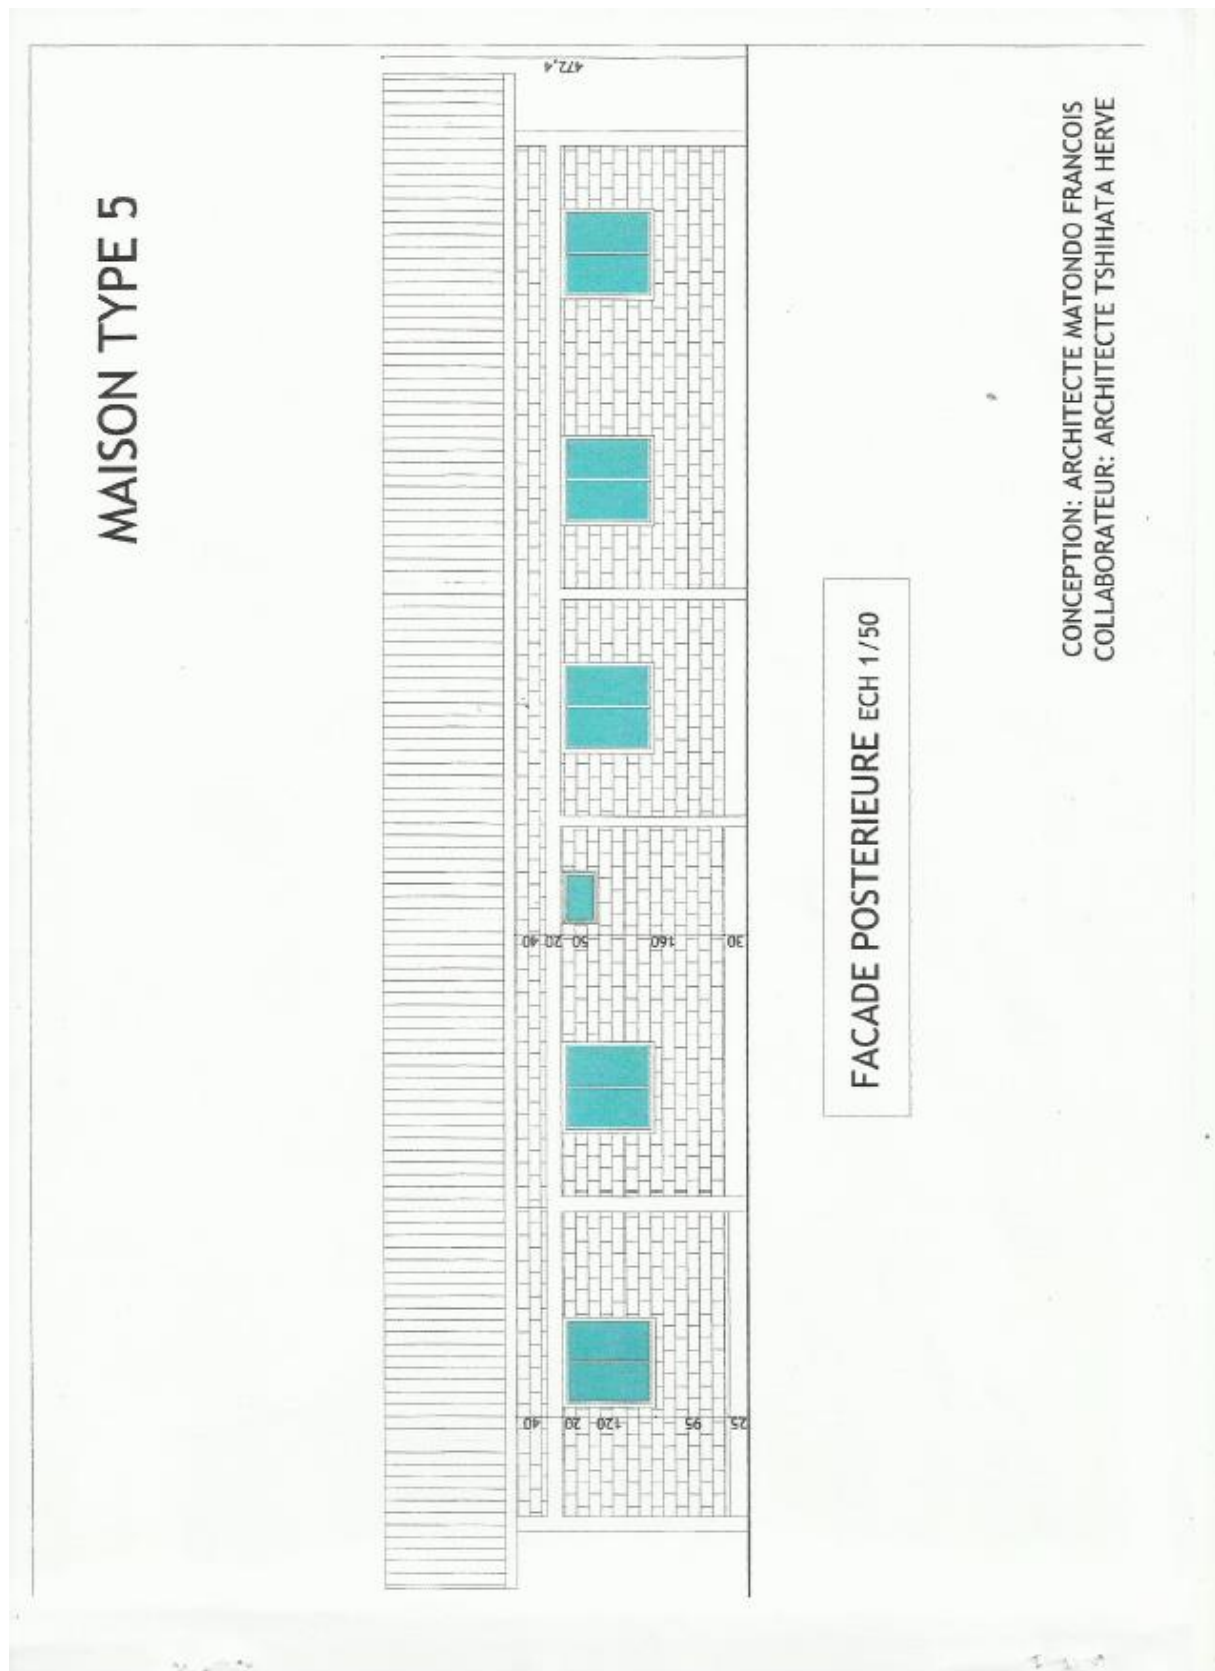 MAISON TYPE 5
472,4
40
20
50
160
30
40
20
120
95
25
FACADE POSTERIEURE ECH 1/50
CONCEPTION: ARCHITECTE MATONDO FRANCOIS
COLLABORATEUR: ARCHITECTE TSHIHATA HERVE